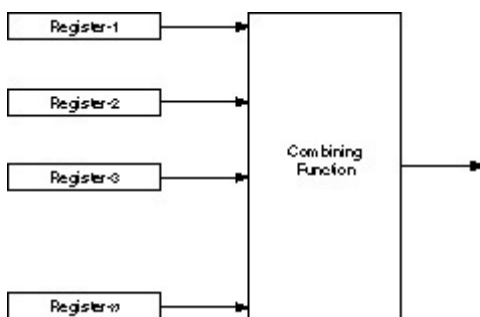 Register-1
Register-2
Register-3
Combining
Function
Register-n